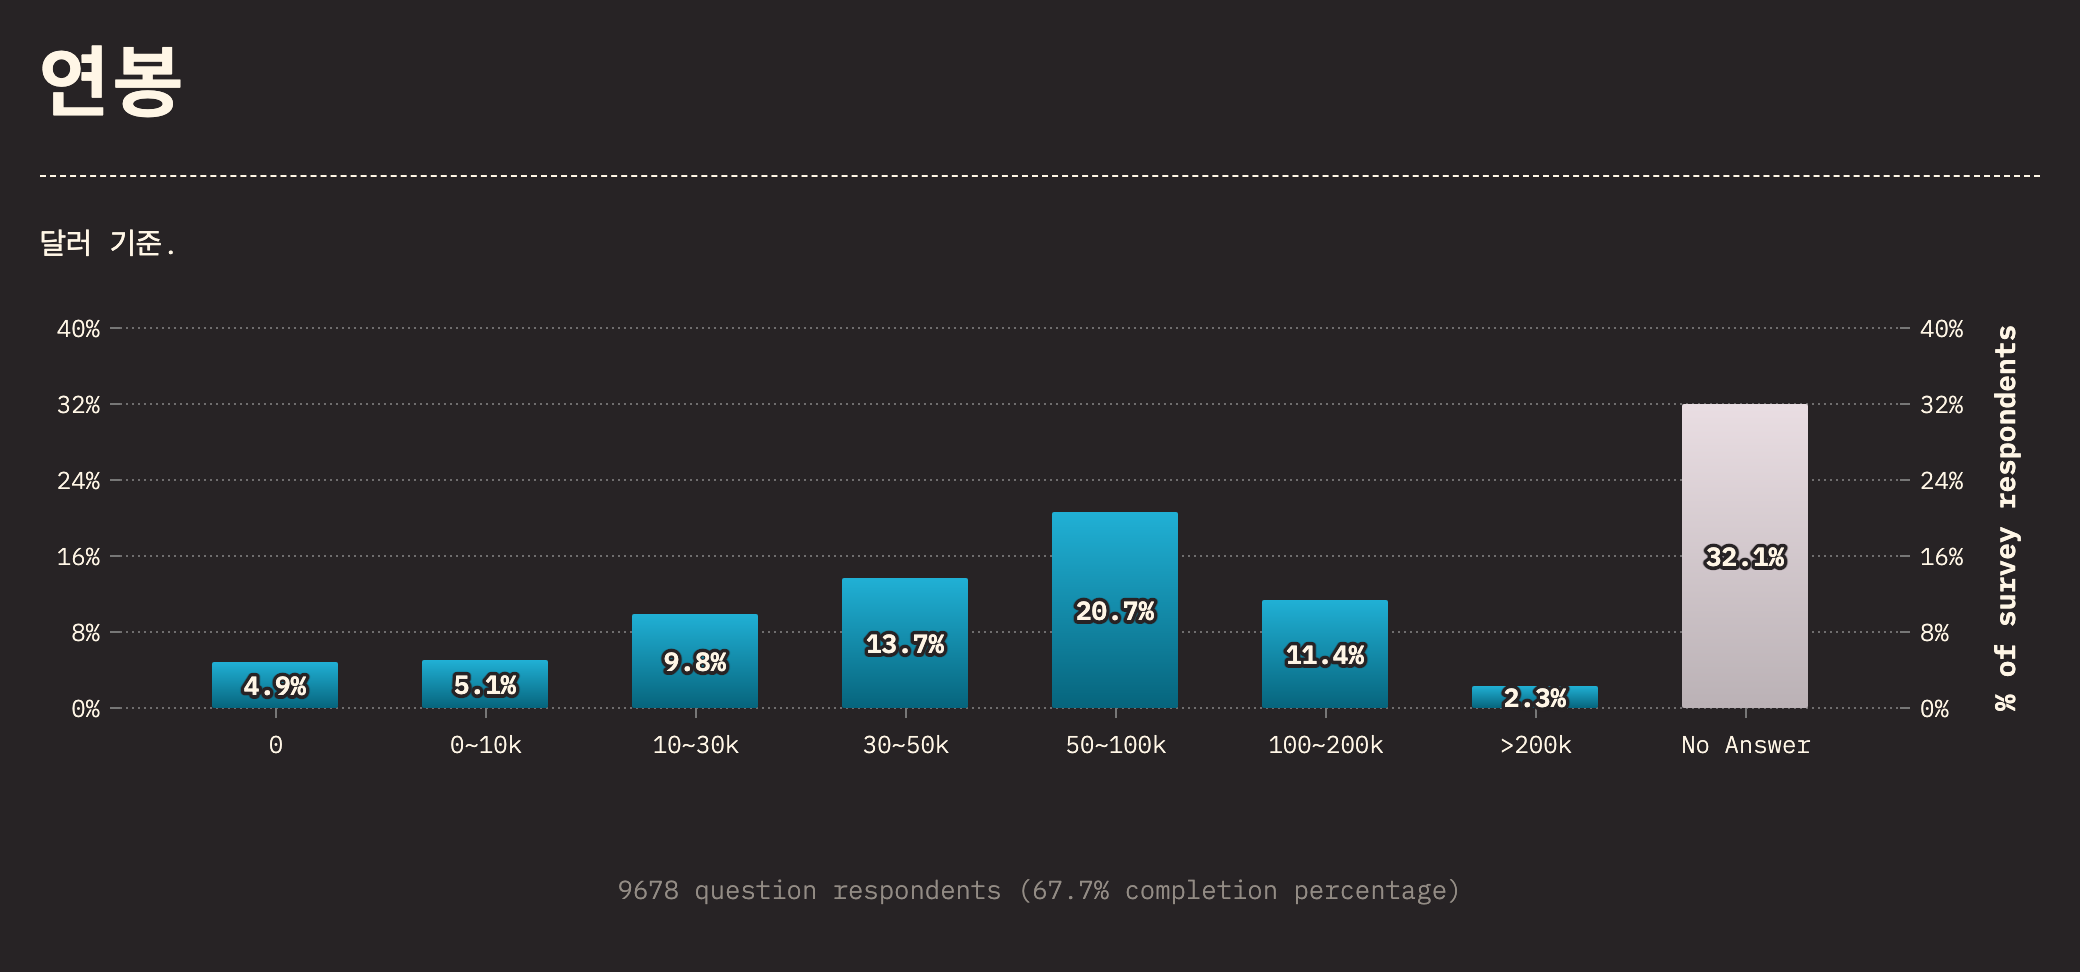 연봉
달러 기준.
40%
32%
24%
16%
8%
0%
40%
32%
24%
16%
8%
0%
% of survey respondents
4.9%
5.1%
9.8%
13.7%
20.7%
11.4%
2.3%
32.1%
0
0~10k
10~30k
30~50k
50~100k
100~200k
>200k
No Answer
9678 question respondents (67.7% completion percentage)